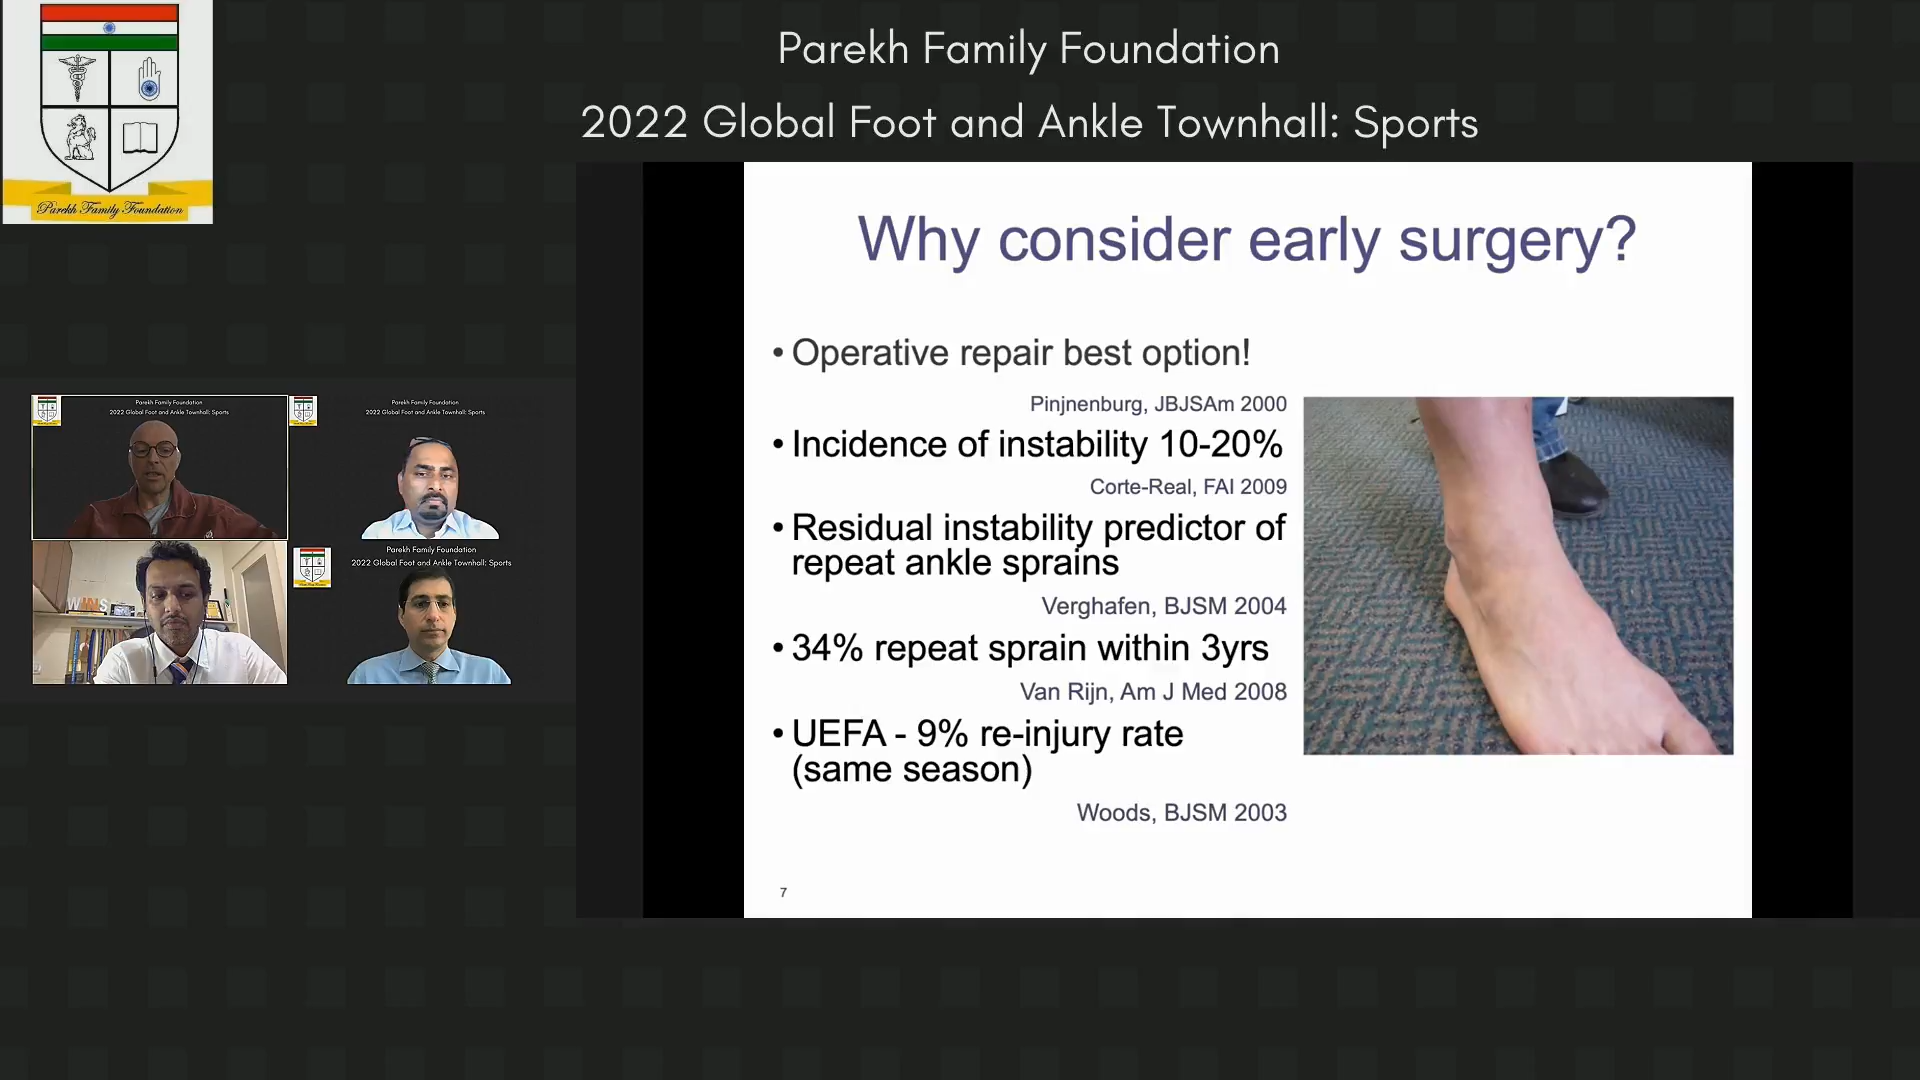 Parekh Family Foundation
2022 Global Foot and Ankle Townhall: Sports
Parekh Family Foundation
Why consider early surgery?
• Operative repair best option!
Pinjnenburg, JBJSAm 2000
• Incidence of instability 10-20%
Corte-Real, FAI 2009
• Residual instability predictor of
repeat ankle sprains
Verghafen, BJSM 2004
• 34% repeat sprain within 3yrs
Van Rijn, Am J Med 2008
• UEFA - 9% re-injury rate
(same season)
Woods, BJSM 2003
7
Parekh Family Foundation
2022 Global Foot and Ankle Townhall: Sports
Parekh Family Foundation
2022 Global Foot and Ankle Townhall: Sports
WINS
Parekh Family Foundation
2022 Global Foot and Ankle Townhall: Sports